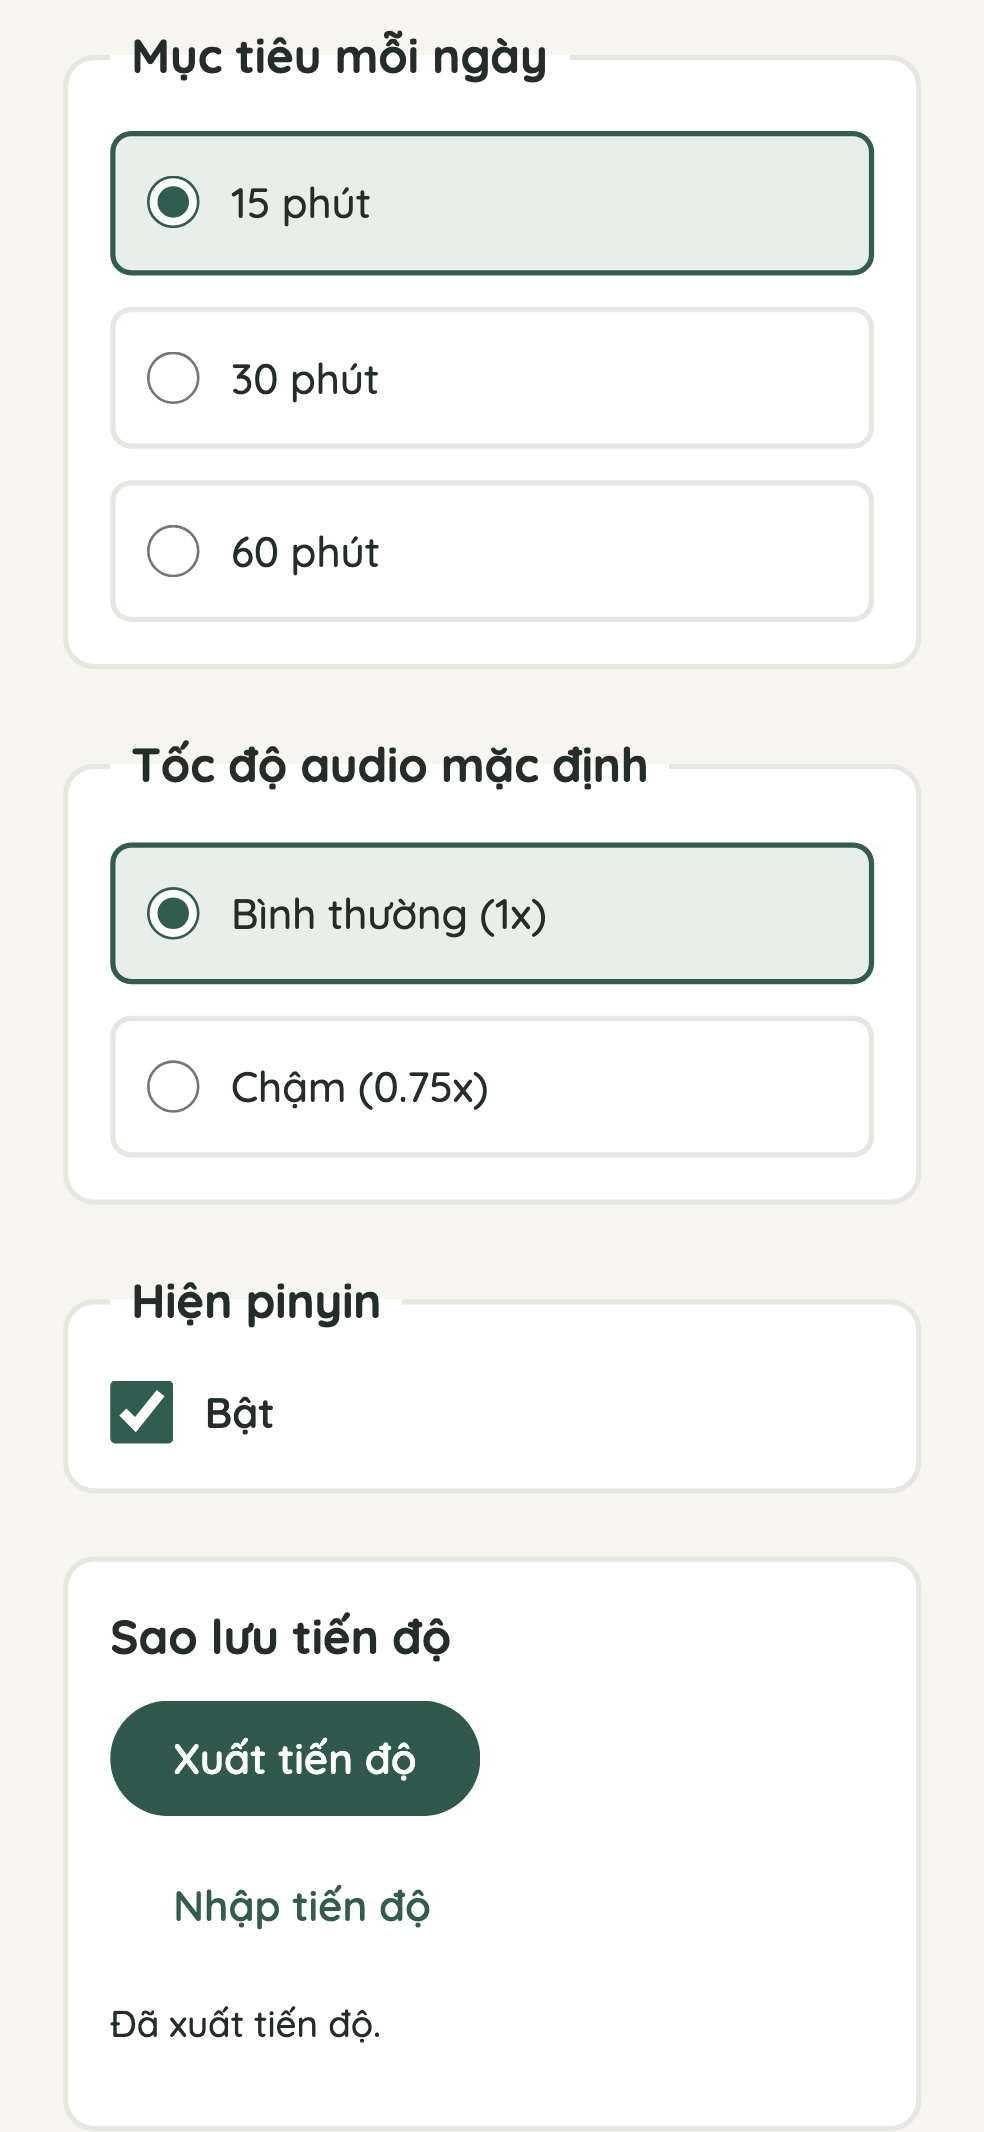 Mục tiêu mỗi ngày
15 phút
30 phút
60 phút
Tốc độ audio mặc định
Bình thường (1x)
Chậm (0.75x)
Hiện pinyin
Bật
Sao lưu tiến độ
Xuất tiến độ
Nhập tiến độ
Đã xuất tiến độ.